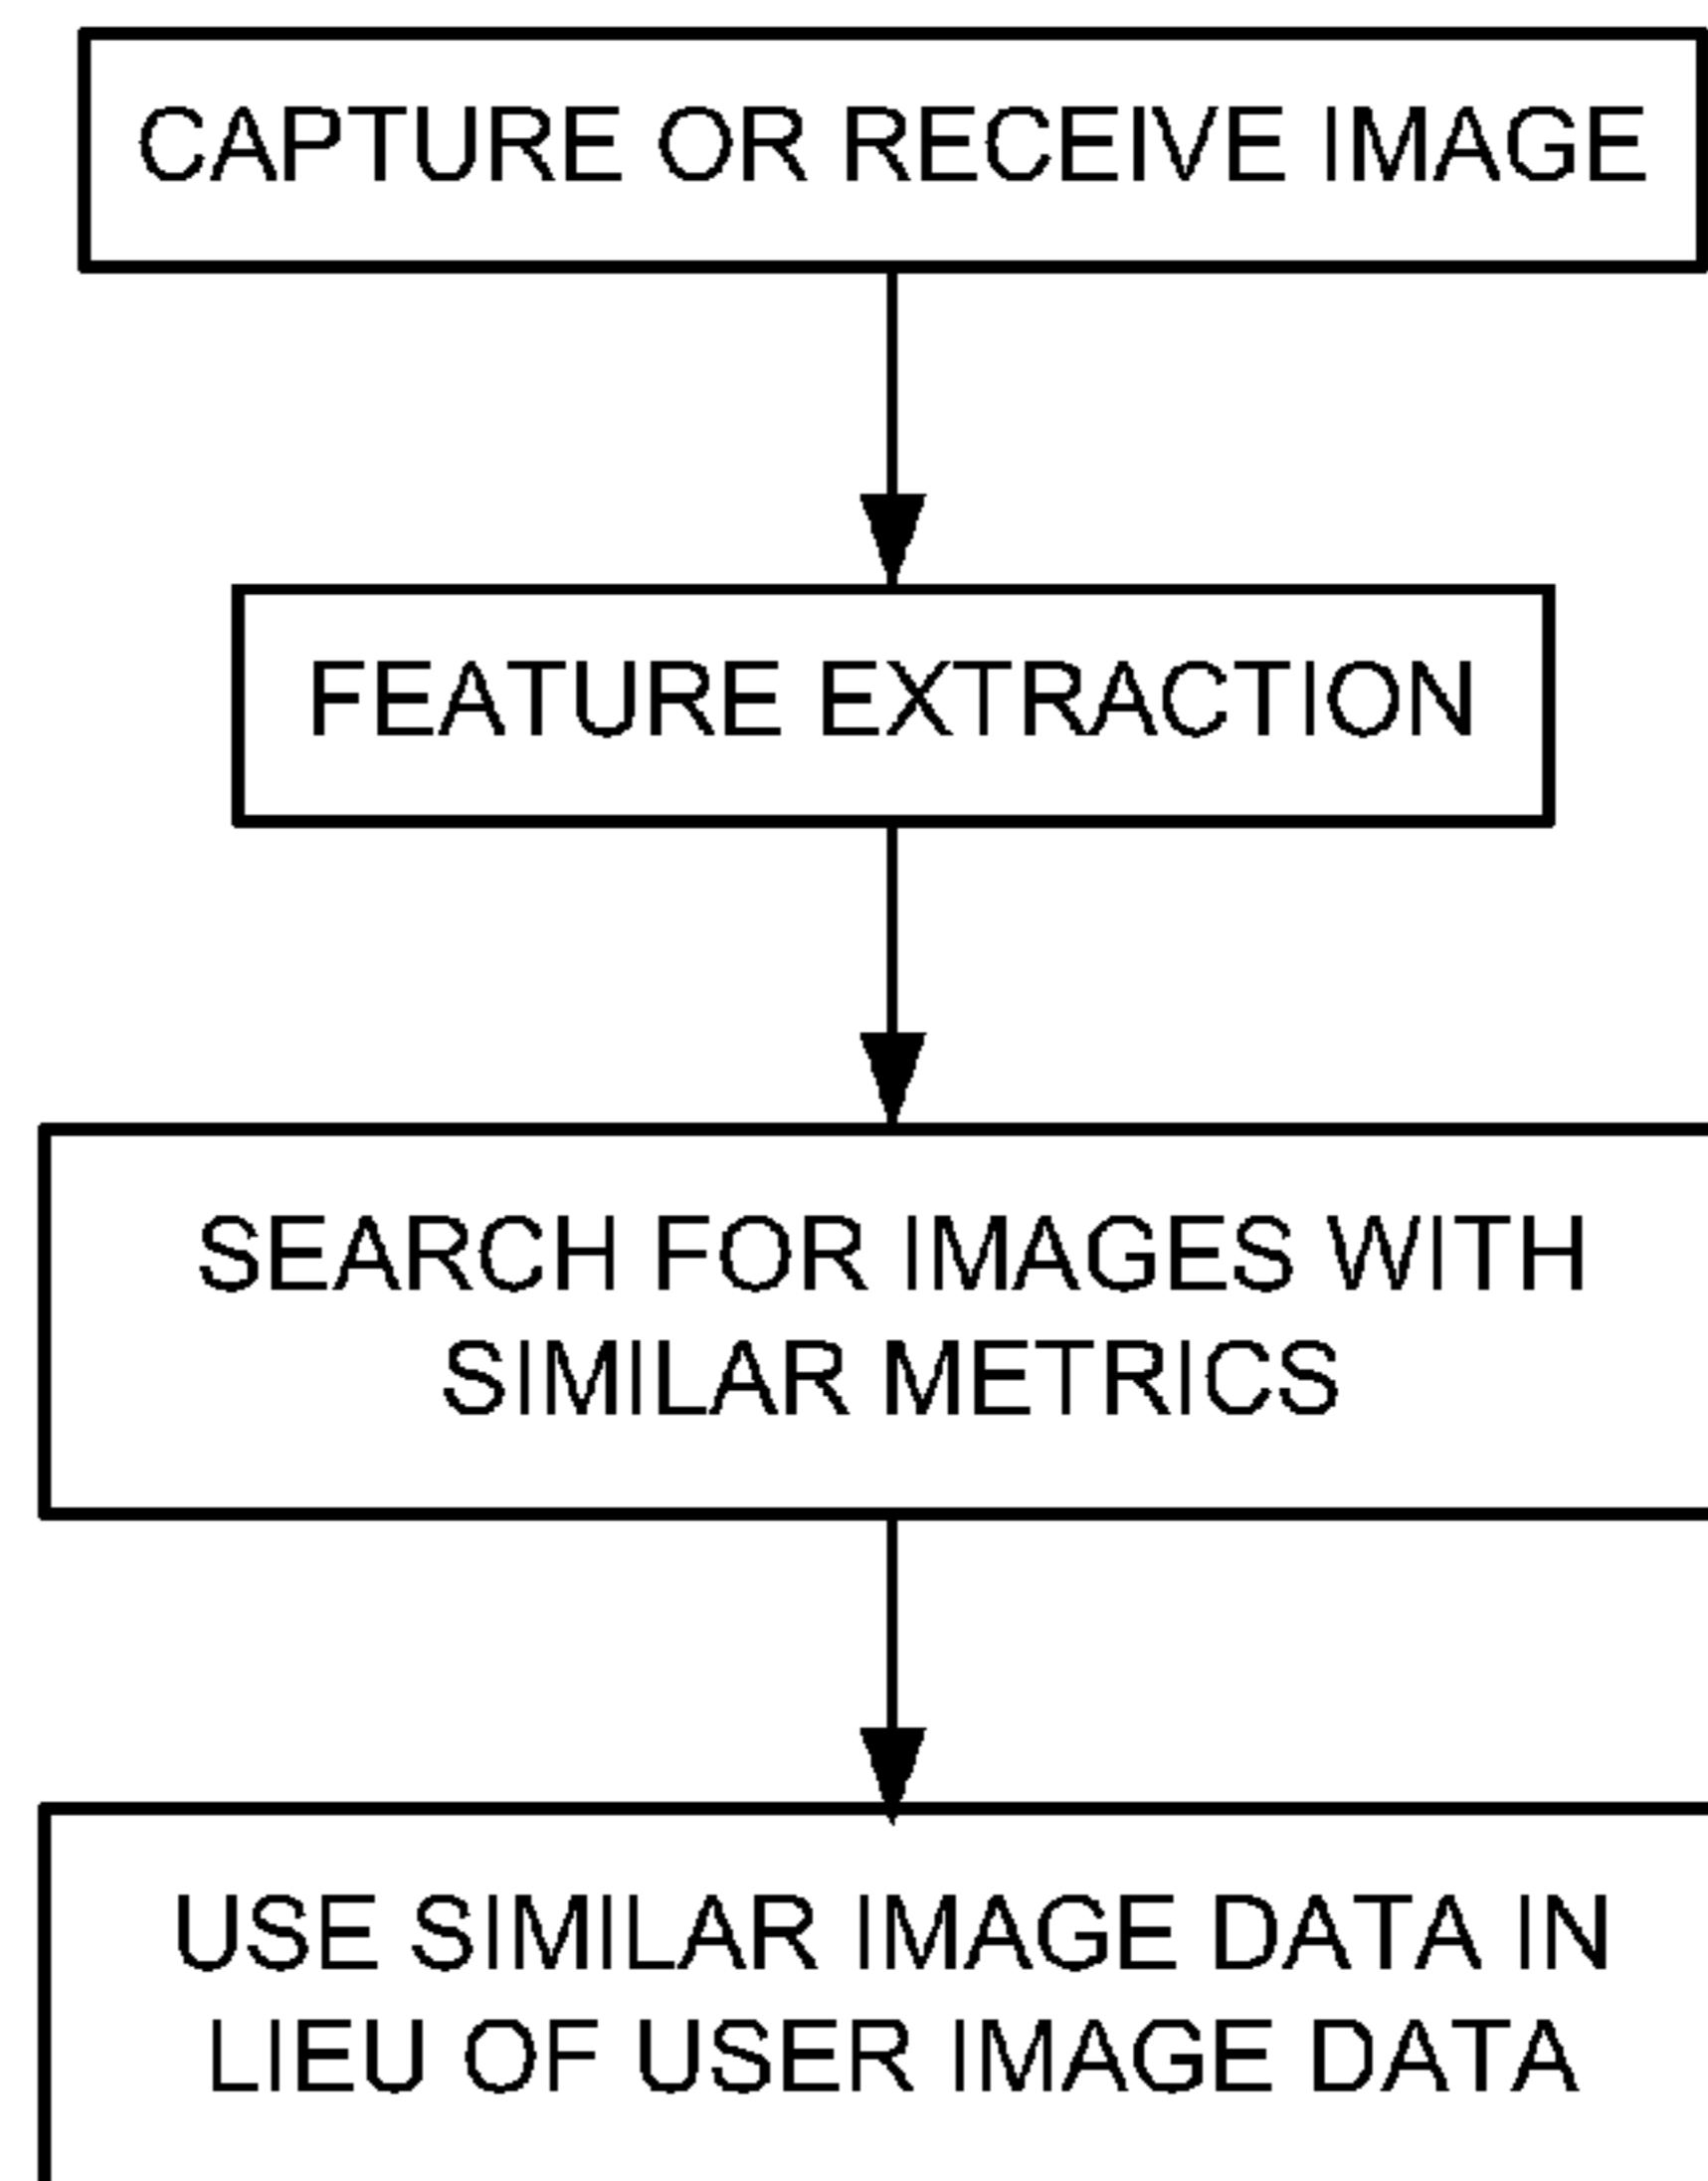 CAPTURE OR RECEIVE IMAGE
FEATURE EXTRACTION
SEARCH FOR IMAGES WITH
SIMILAR METRICS
USE SIMILAR IMAGE DATA IN
LIEU OF USER IMAGE DATA